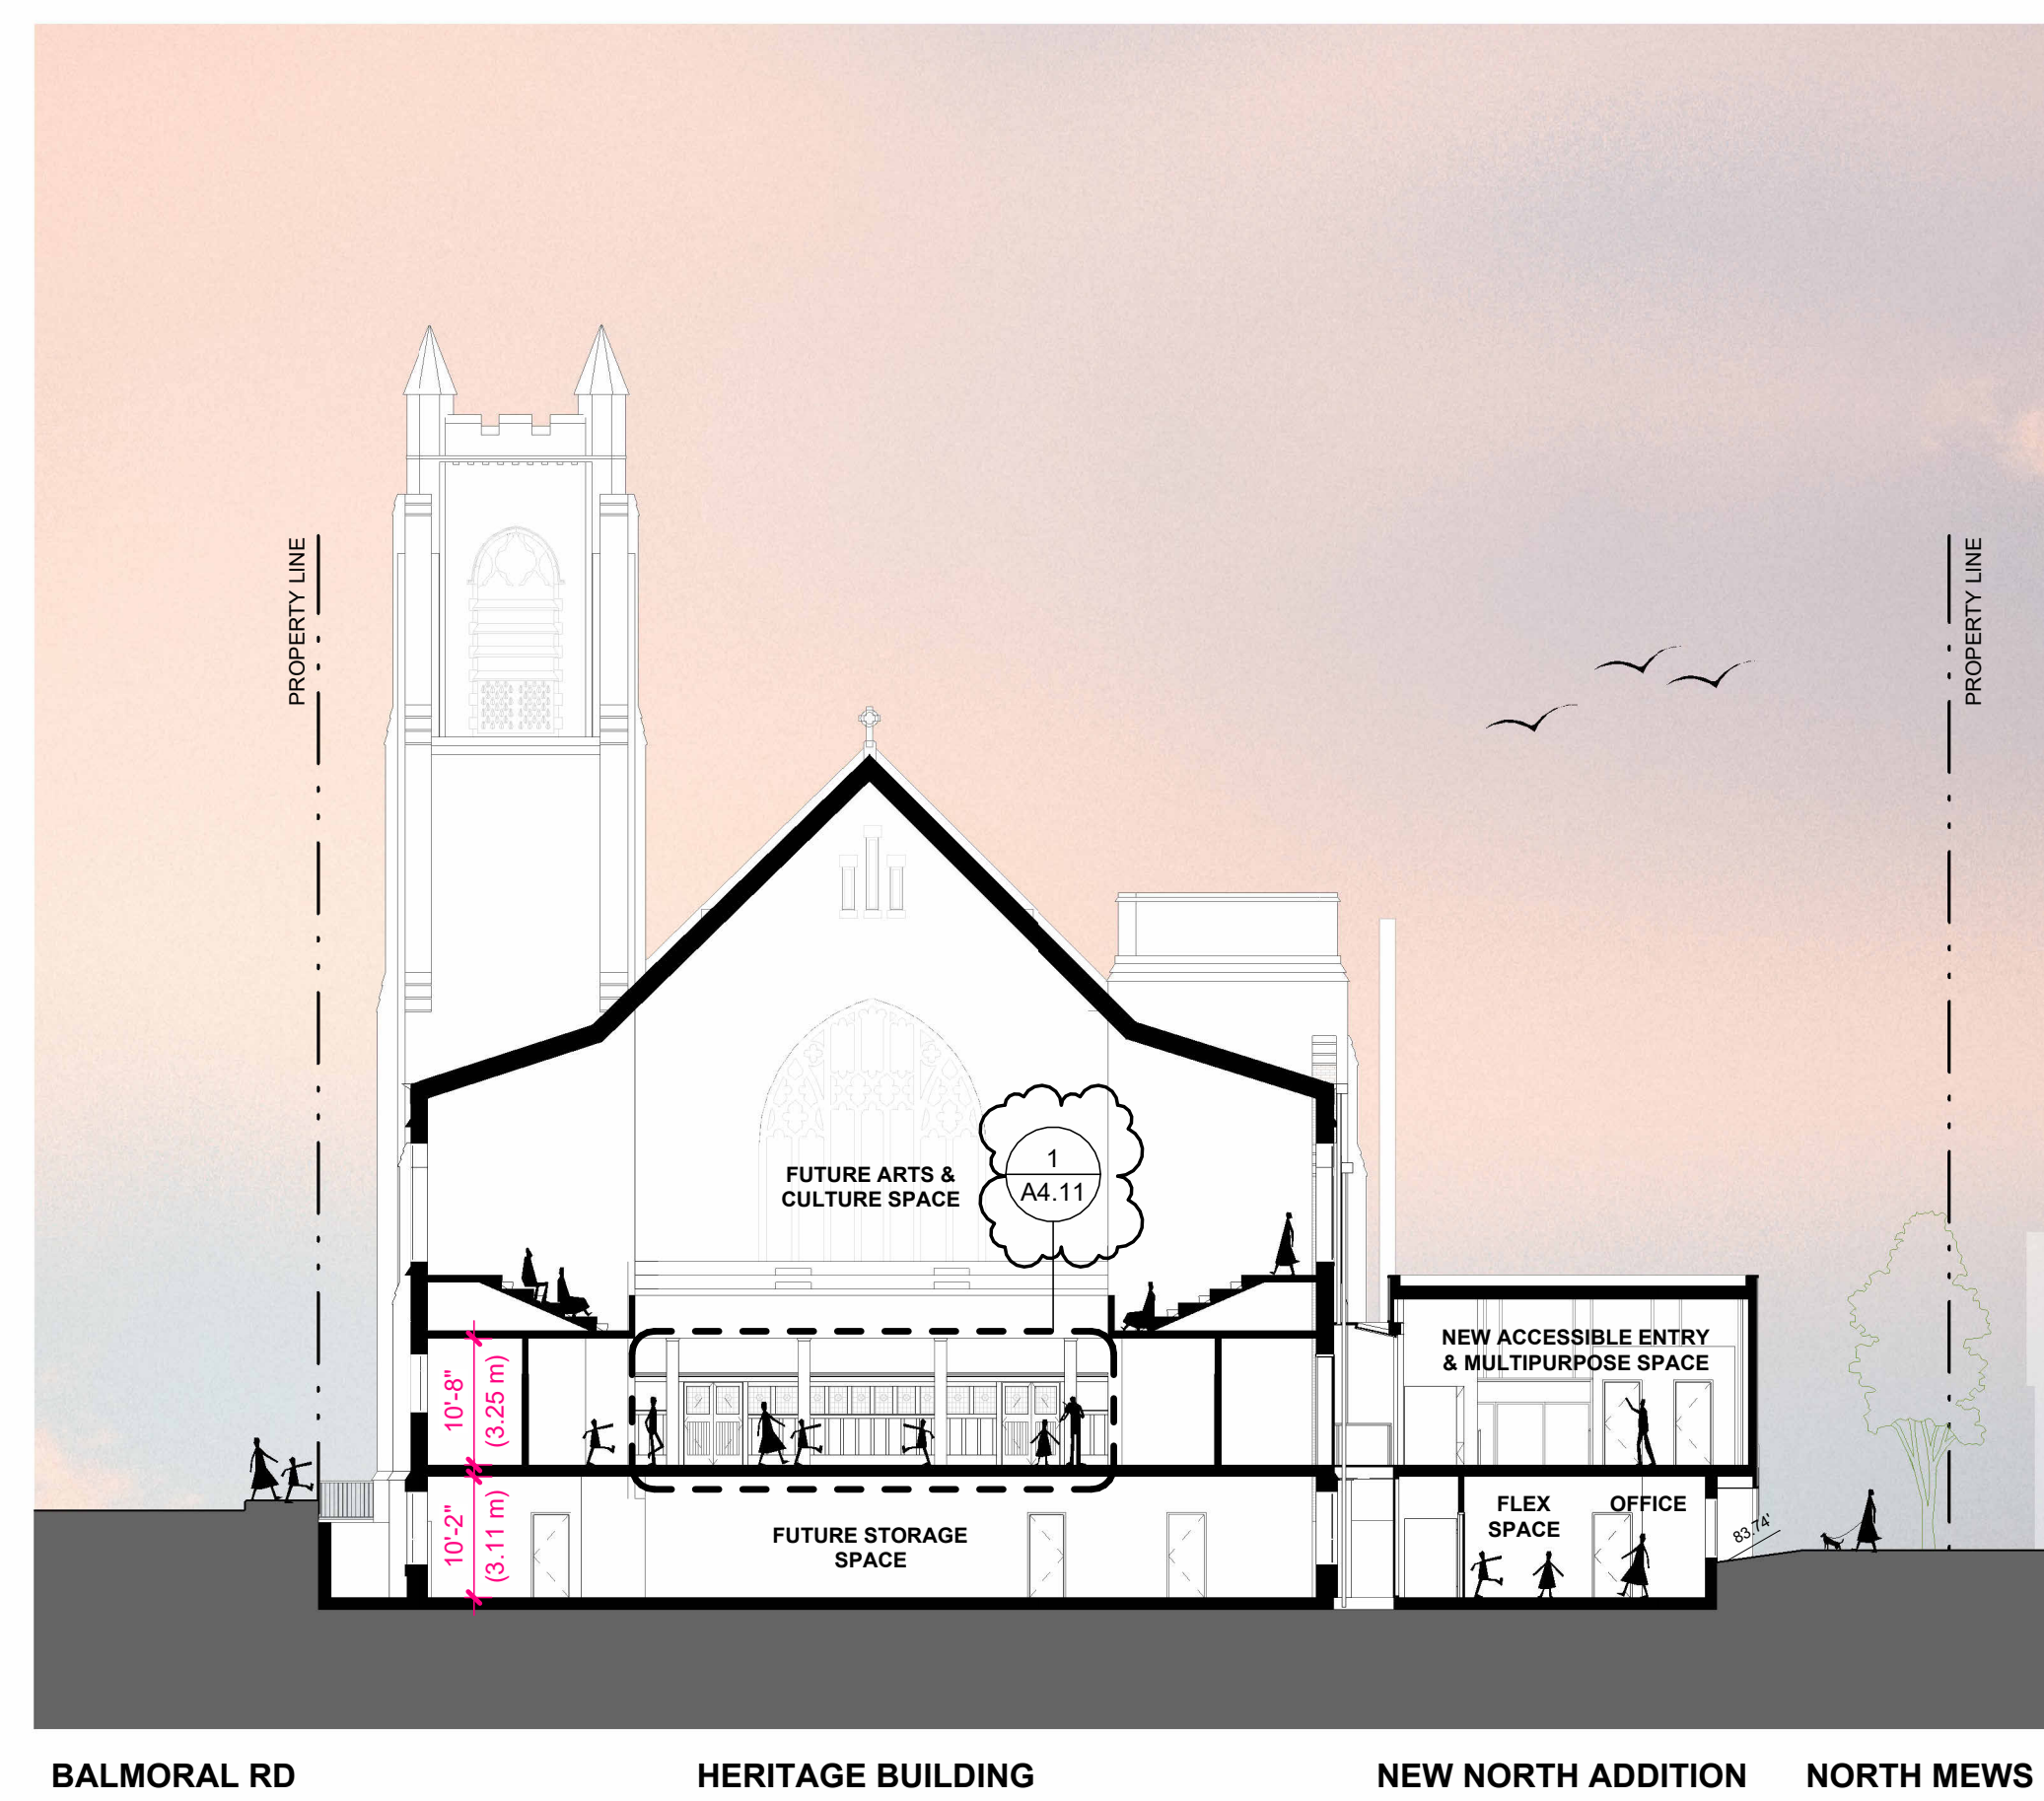 PROPERTY LINE
PROPERTY LINE
FUTURE ARTS &
CULTURE SPACE
1
A4.11
NEW ACCESSIBLE ENTRY
& MULTIPURPOSE SPACE
10'-8"
(3.25 m)
10'-2"
(3.11 m)
FUTURE STORAGE
SPACE
FLEX
SPACE
OFFICE
83.74'
BALMORAL RD
HERITAGE BUILDING
NEW NORTH ADDITION
NORTH MEWS